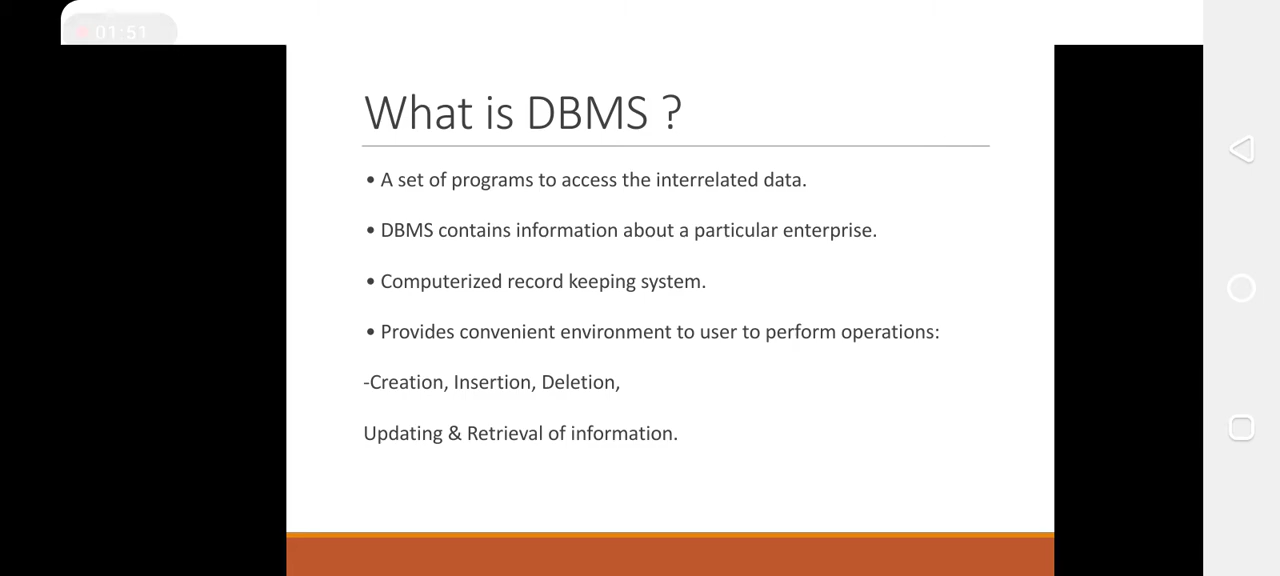 01:51
What is DBMS ?
• A set of programs to access the interrelated data.
• DBMS contains information about a particular enterprise.
• Computerized record keeping system.
• Provides convenient environment to user to perform operations:
-Creation, Insertion, Deletion,
Updating & Retrieval of information.